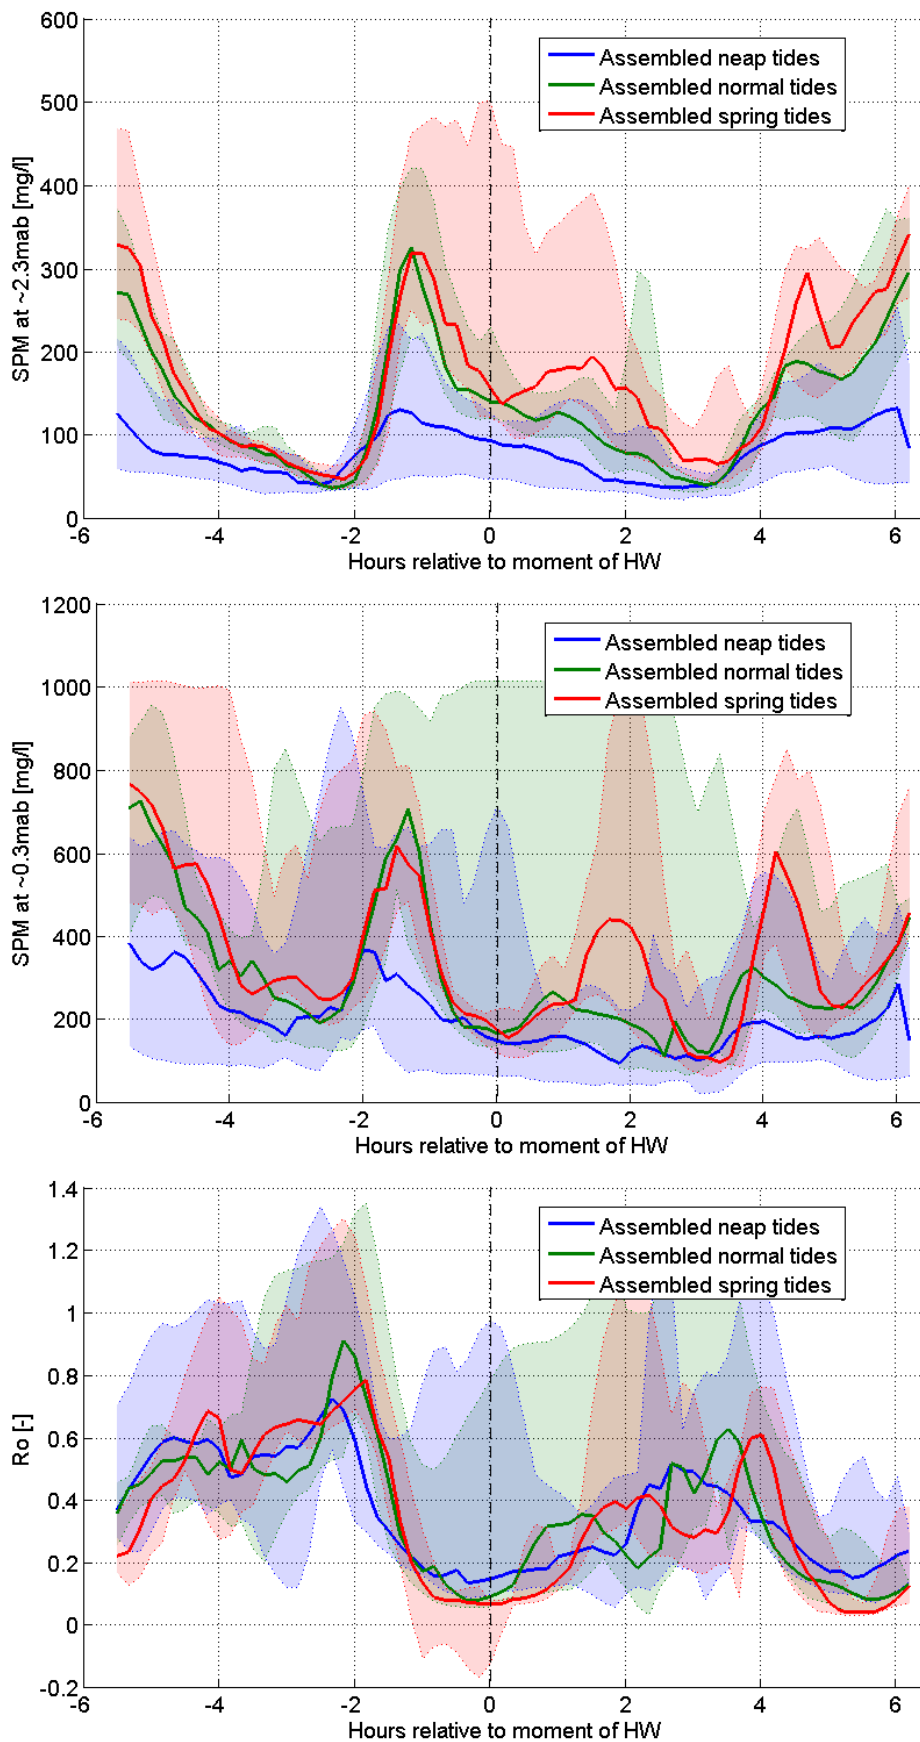 600
500
400
300
200
100
0
SPM at ~2.3mab [mg/l]
Assembled neap tides
Assembled normal tides
Assembled spring tides
-6 -4 -2 0 2 4 6
Hours relative to moment of HW
1200
1000
800
600
400
200
0
SPM at ~0.3mab [mg/l]
Assembled neap tides
Assembled normal tides
Assembled spring tides
-6 -4 -2 0 2 4 6
Hours relative to moment of HW
1.4
1.2
1
0.8
0.6
0.4
0.2
0
-0.2
Ro [-]
Assembled neap tides
Assembled normal tides
Assembled spring tides
-6 -4 -2 0 2 4 6
Hours relative to moment of HW